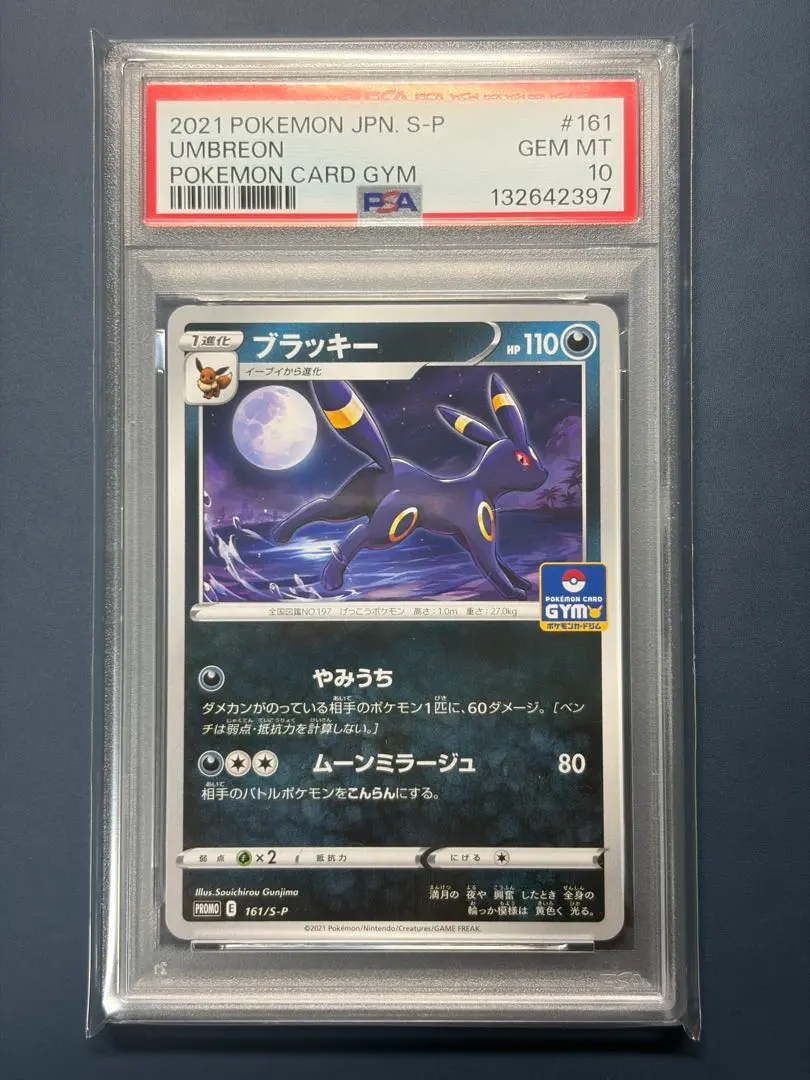 2021 POKEMON JPN. S-P #161
UMBREON GEM MT
POKEMON CARD GYM 10
PSA 132642397
1進化 ブラッキー HP 110
イーブイから進化
POKÉMON CARD
GYM
ポケモンカードジム
全国図鑑NO.197 げっこうポケモン 高さ:1.0m 重さ:27.0kg
やみうち
ダメカンがのっている相手のポケモン1匹に、60ダメージ。[ベン
チは弱点・抵抗力を計算しない。]
ムーンミラージュ 80
相手のバトルポケモンをこんらんにする。
弱点 ×2 抵抗力 にげる
Illus.Souichirou Gunjima
満月の 夜や 興奮 したとき 全身の
輪っか模様は 黄色く 光る。
PROMO E 161/S-P
©2021 Pokémon/Nintendo/Creatures/GAME FREAK.